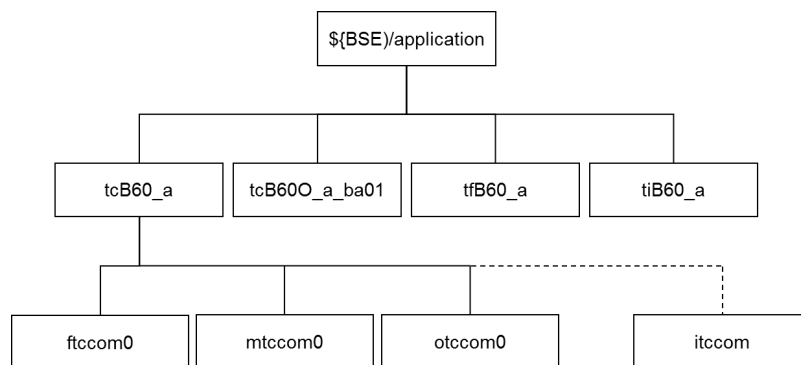 ${BSE)/application
tcB60_a
tcB60O_a_ba01
tfB60_a
tiB60_a
ftccom0
mtccom0
otccom0
itccom